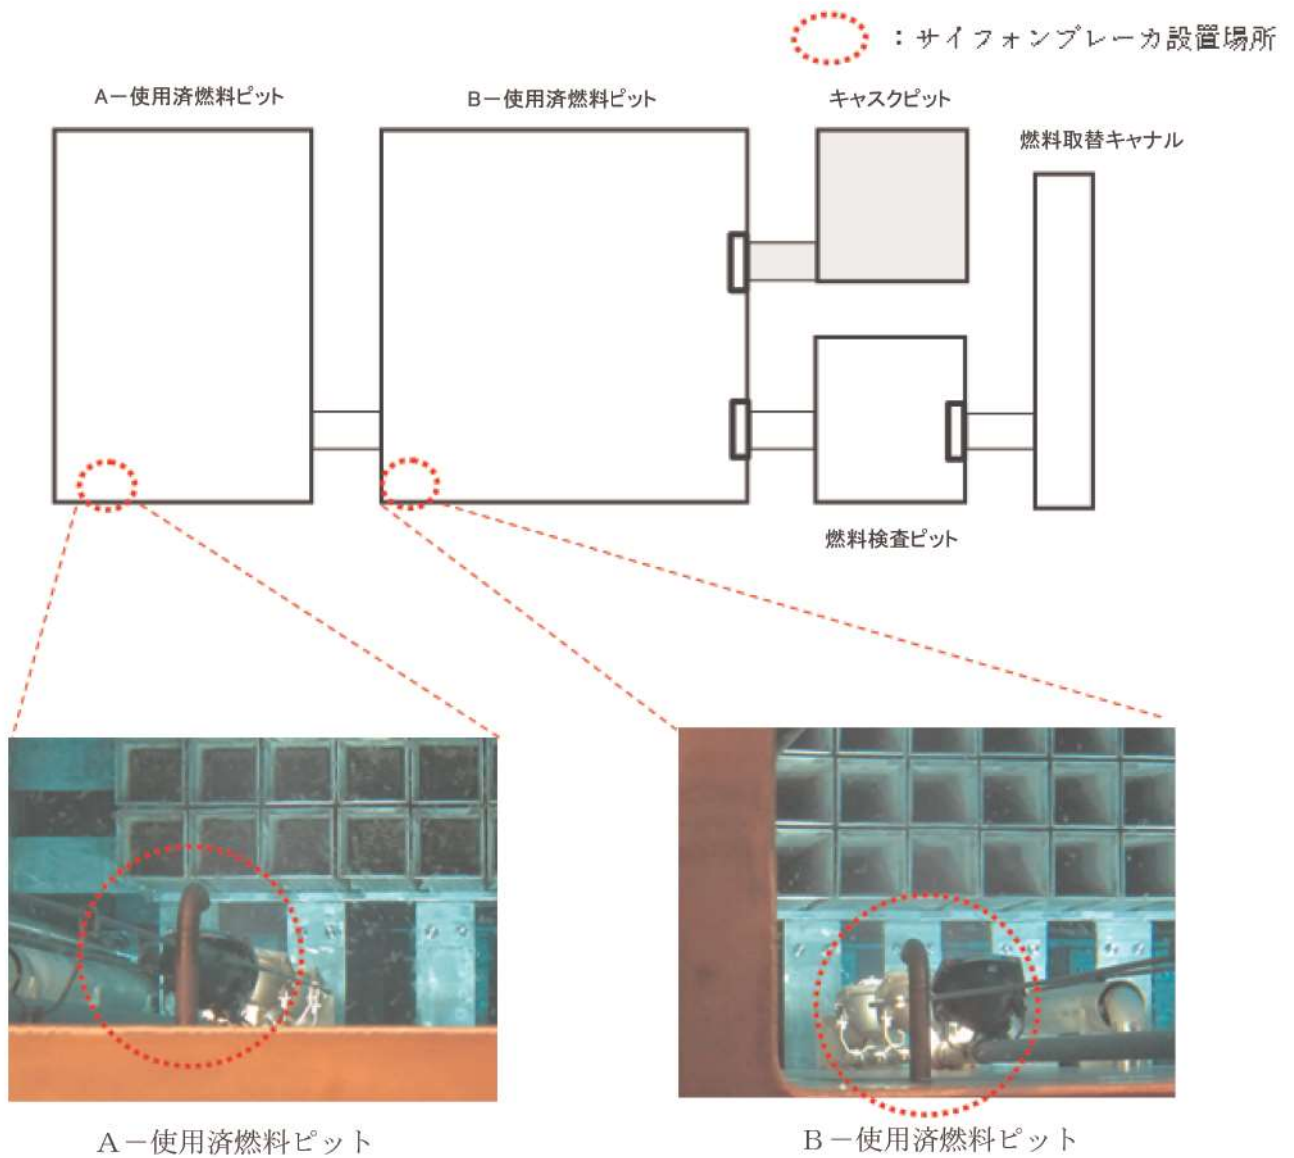 ：サイフォンブレーカ設置場所
A－使用済燃料ピット
B－使用済燃料ピット
キャスクピット
燃料取替キャナル
燃料検査ピット
A－使用済燃料ピット
B－使用済燃料ピット